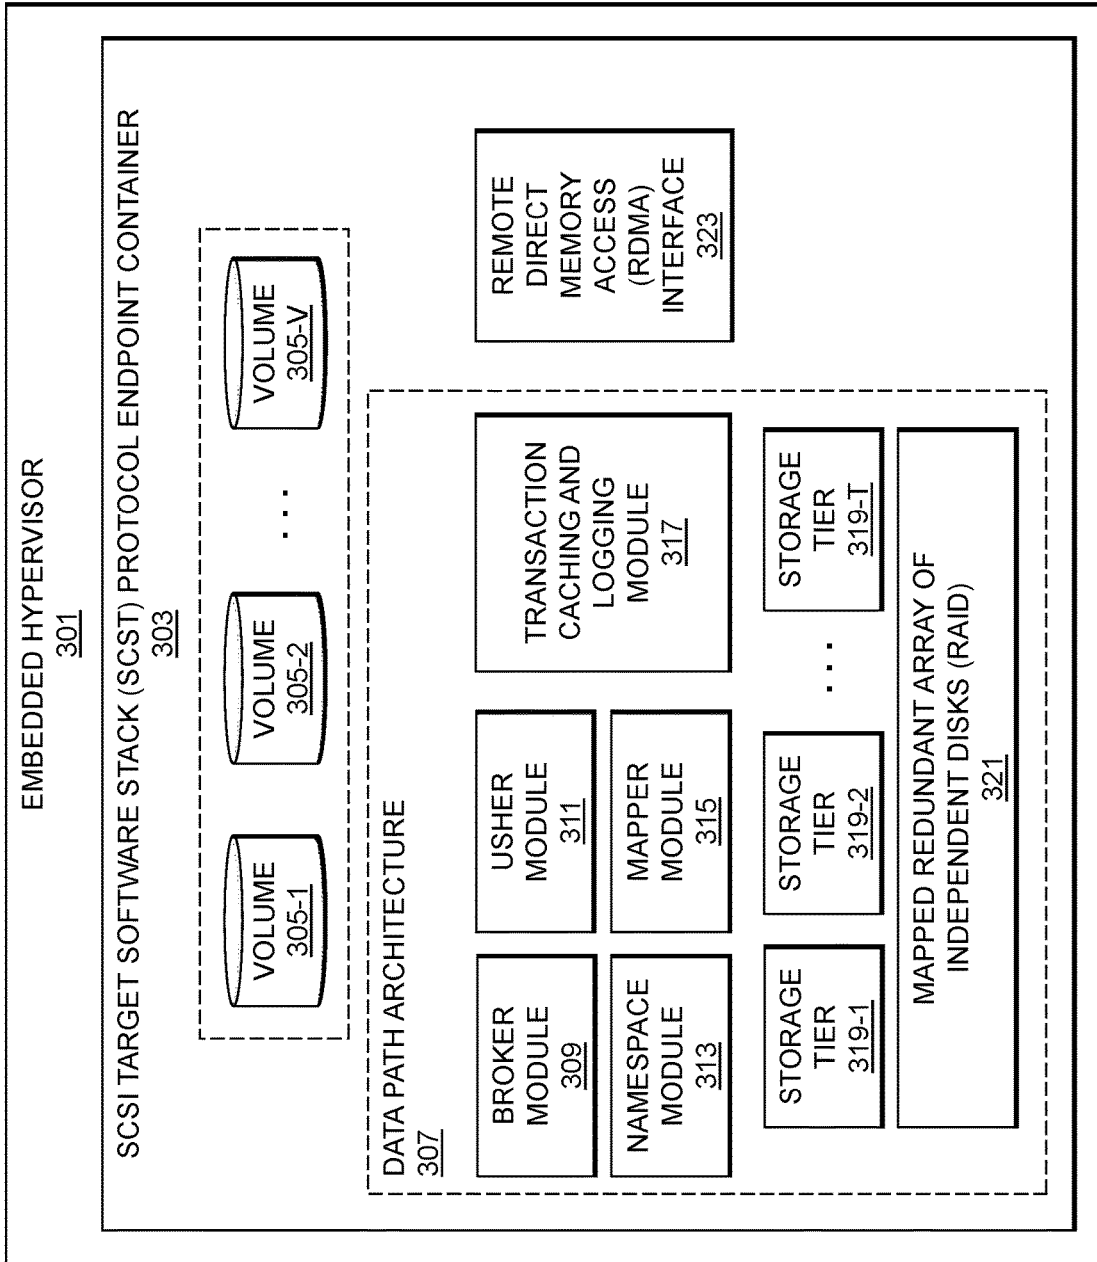 EMBEDDED HYPERVISOR
301
SCSI TARGET SOFTWARE STACK (SCST) PROTOCOL ENDPOINT CONTAINER
303
VOLUME
305-1
VOLUME
305-2
. . .
VOLUME
305-V
DATA PATH ARCHITECTURE
307
BROKER
MODULE
309
USHER
MODULE
311
NAMESPACE
MODULE
313
MAPPER
MODULE
315
TRANSACTION
CACHING AND
LOGGING
MODULE
317
REMOTE
DIRECT
MEMORY
ACCESS
(RDMA)
INTERFACE
323
STORAGE
TIER
319-1
STORAGE
TIER
319-2
. . .
STORAGE
TIER
319-T
MAPPED REDUNDANT ARRAY OF
INDEPENDENT DISKS (RAID)
321